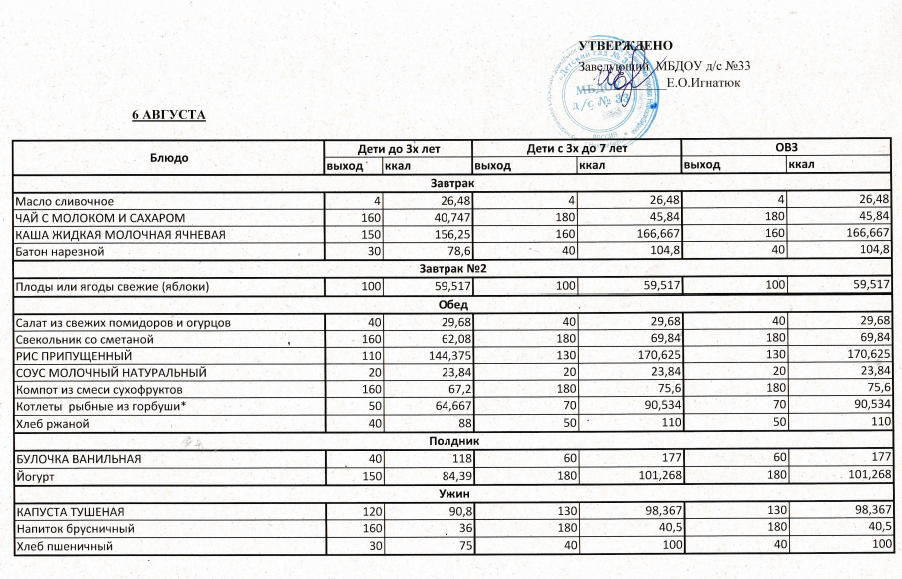 УТВЕРЖДЕНО
Заведующий МБДОУ д/с №33
Е.О.Игнатюк
«Детский сад №
МБДОУ
д/с № 33
РОССИЯ
6 АВГУСТА
Блюдо Дети до 3х лет Дети с 3х до 7 лет ОВЗ
выход ккал выход ккал выход ккал
Завтрак
Масло сливочное 4 26,48 4 26,48 4 26,48
ЧАЙ С МОЛОКОМ И САХАРОМ 160 40,747 180 45,84 180 45,84
КАША ЖИДКАЯ МОЛОЧНАЯ ЯЧНЕВАЯ 150 156,25 160 166,667 160 166,667
Батон нарезной 30 78,6 40 104,8 40 104,8
Завтрак №2
Плоды или ягоды свежие (яблоки) 100 59,517 100 59,517 100 59,517
Обед
Салат из свежих помидоров и огурцов 40 29,68 40 29,68 40 29,68
Свекольник со сметаной 160 62,08 180 69,84 180 69,84
РИС ПРИПУЩЕННЫЙ 110 144,375 130 170,625 130 170,625
СОУС МОЛОЧНЫЙ НАТУРАЛЬНЫЙ 20 23,84 20 23,84 20 23,84
Компот из смеси сухофруктов 160 67,2 180 75,6 180 75,6
Котлеты рыбные из горбуши* 50 64,667 70 90,534 70 90,534
Хлеб ржаной 40 88 50 110 50 110
Полдник
БУЛОЧКА ВАНИЛЬНАЯ 40 118 60 177 60 177
Йогурт 150 84,39 180 101,268 180 101,268
Ужин
КАПУСТА ТУШЕНАЯ 120 90,8 130 98,367 130 98,367
Напиток брусничный 160 36 180 40,5 180 40,5
Хлеб пшеничный 30 75 40 100 40 100